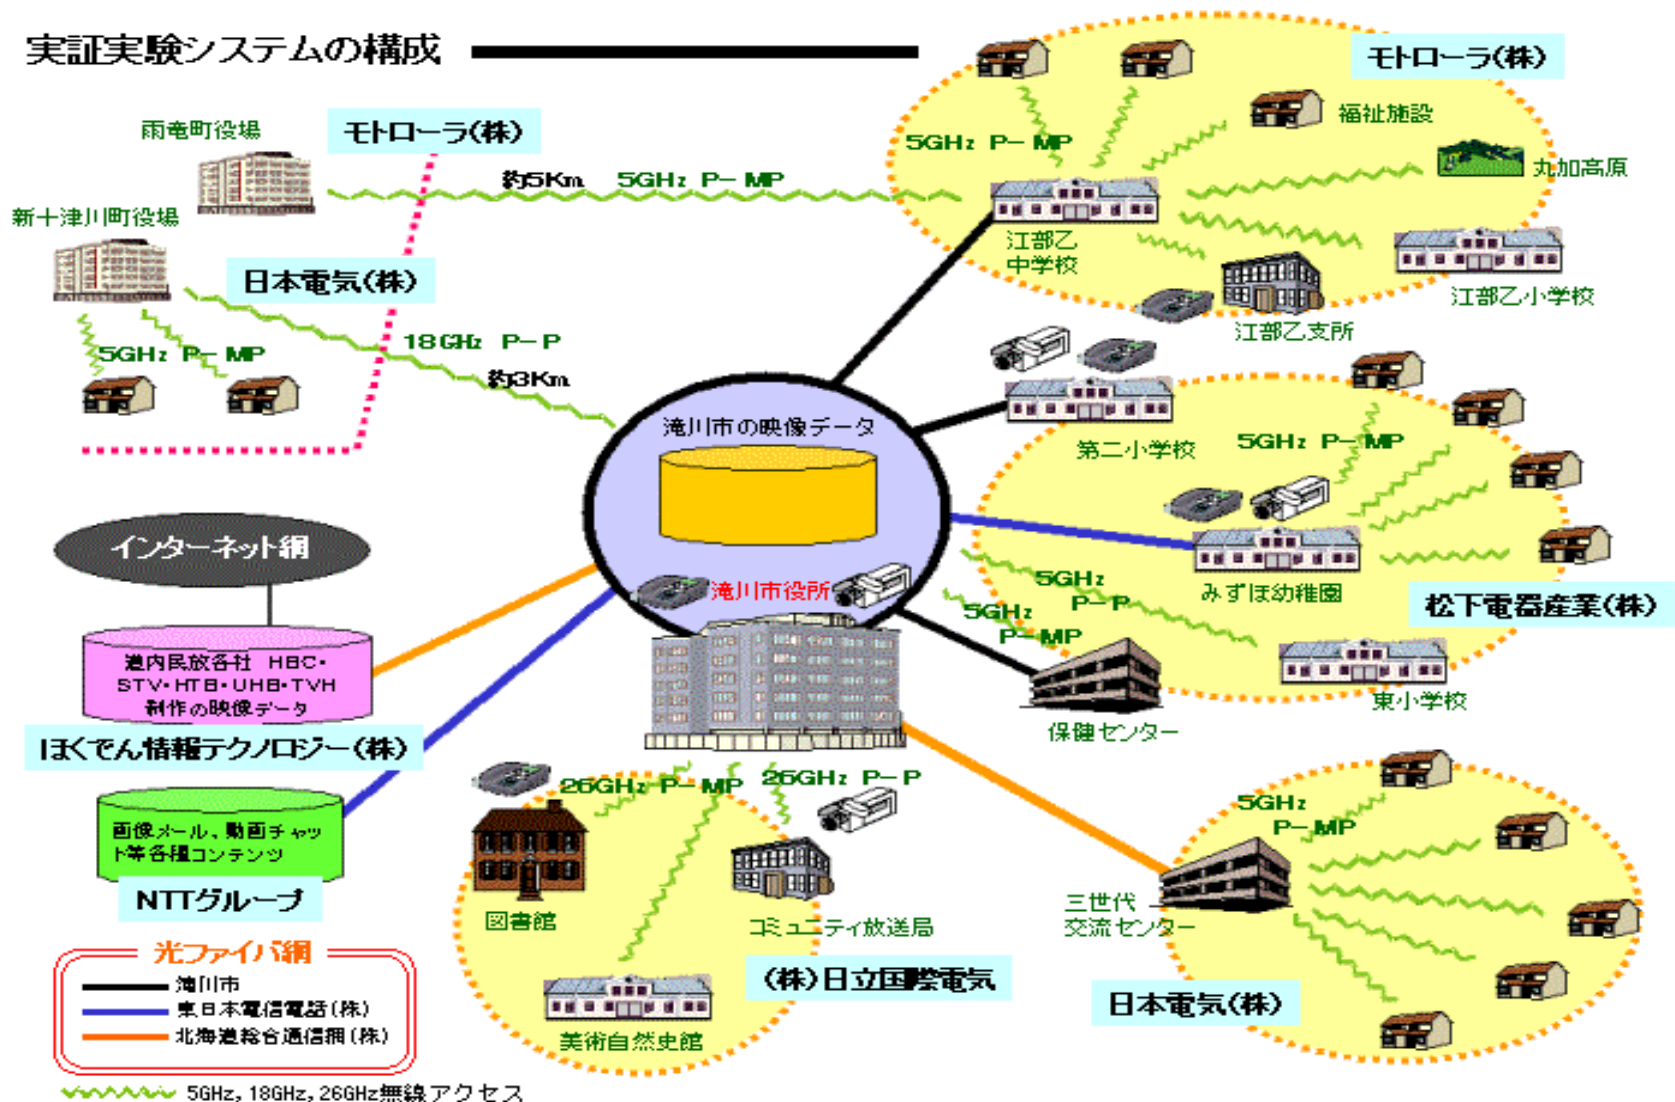 実証実験システムの構成
モトローラ(株)
雨竜町役場
モトローラ(株)
福祉施設
5GHz P-MP
丸加高原
約5Km 5GHz P-MP
新十津川町役場
江部乙
中学校
日本電気(株)
江部乙小学校
江部乙支所
18GHz P-P
5GHz P-MP
約3Km
滝川市の映像データ
第二小学校
5GHz P-MP
インターネット網
滝川市役所
5GHz
P-P
みずほ幼稚園
松下電器産業(株)
5GHz
P-MP
道内民放各社 HBC・
STV・HTB・UHB・TVH
制作の映像データ
東小学校
保健センター
ほくでん情報テクノロジー(株)
26GHz P-MP
26GHz P-P
5GHz
P-MP
画像メール、動画チャッ
ト等各種コンテンツ
NTTグループ
図書館
コミュニティ放送局
三世代
交流センター
光ファイバ網
滝川市
東日本電信電話(株)
北海道総合通信網(株)
(株)日立国際電気
日本電気(株)
美術自然史館
5GHz, 18GHz, 26GHz無線アクセス